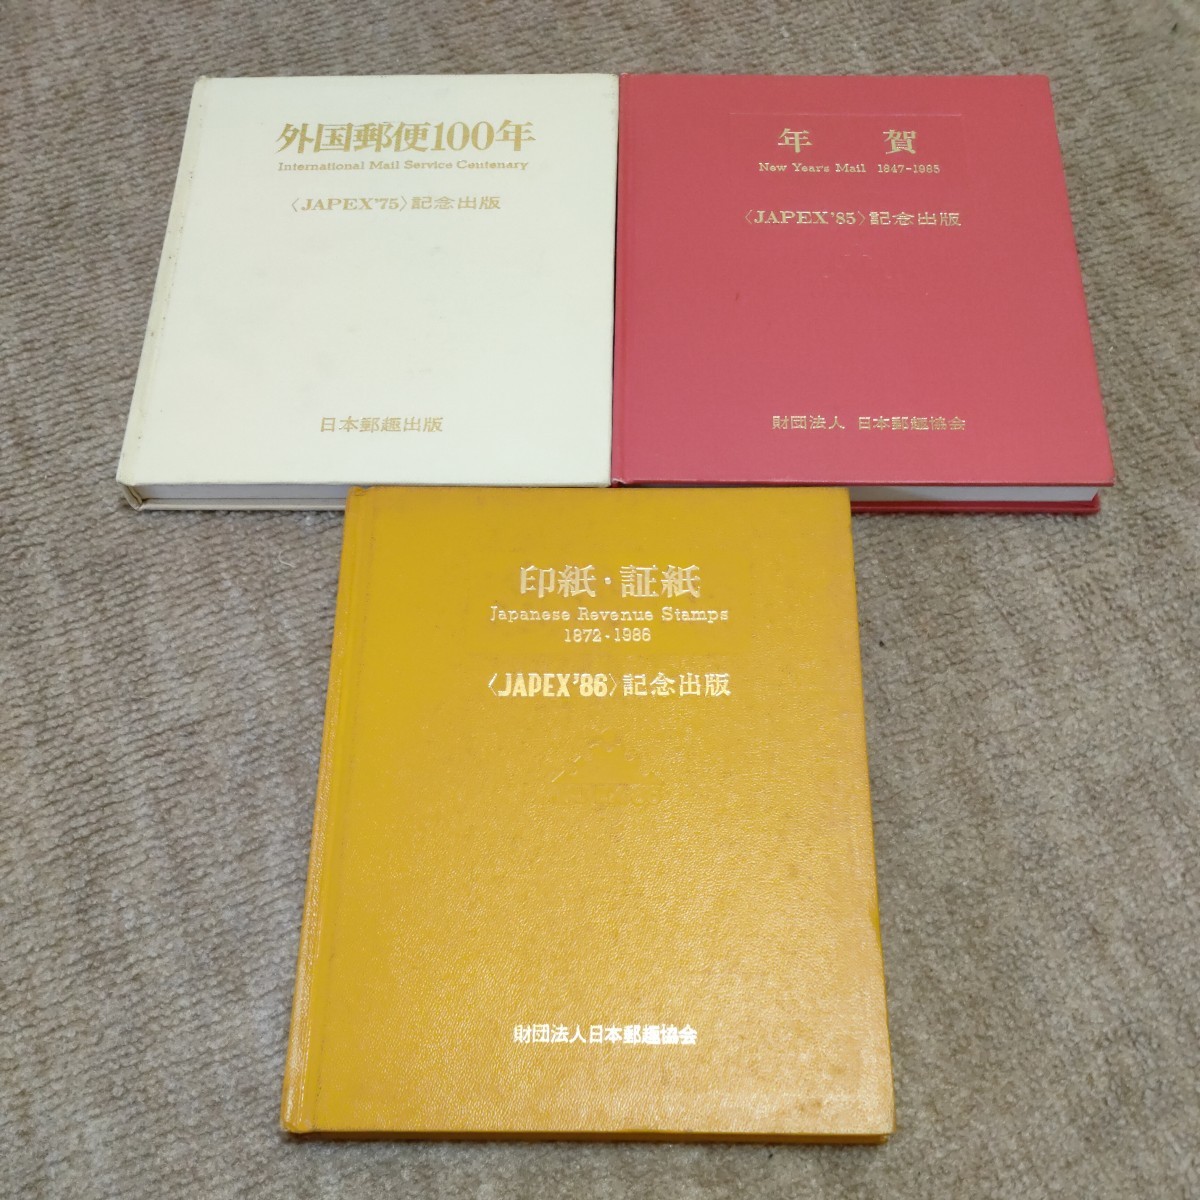 外国郵便100年
International Mail Service Centenary
〈JAPEX'75〉記念出版
日本郵趣出版
年賀
New Year's Mail 1947-1985
〈JAPEX'85〉記念出版
財団法人 日本郵趣協会
印紙・証紙
Japanese Revenue Stamps
1872-1986
〈JAPEX'86〉記念出版
財団法人日本郵趣協会